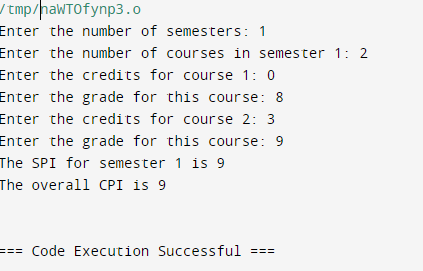 /tmp/naWTOfynp3.o
Enter the number of semesters: 1
Enter the number of courses in semester 1: 2
Enter the credits for course 1: 0
Enter the grade for this course: 8
Enter the credits for course 2: 3
Enter the grade for this course: 9
The SPI for semester 1 is 9
The overall CPI is 9
=== Code Execution Successful ===